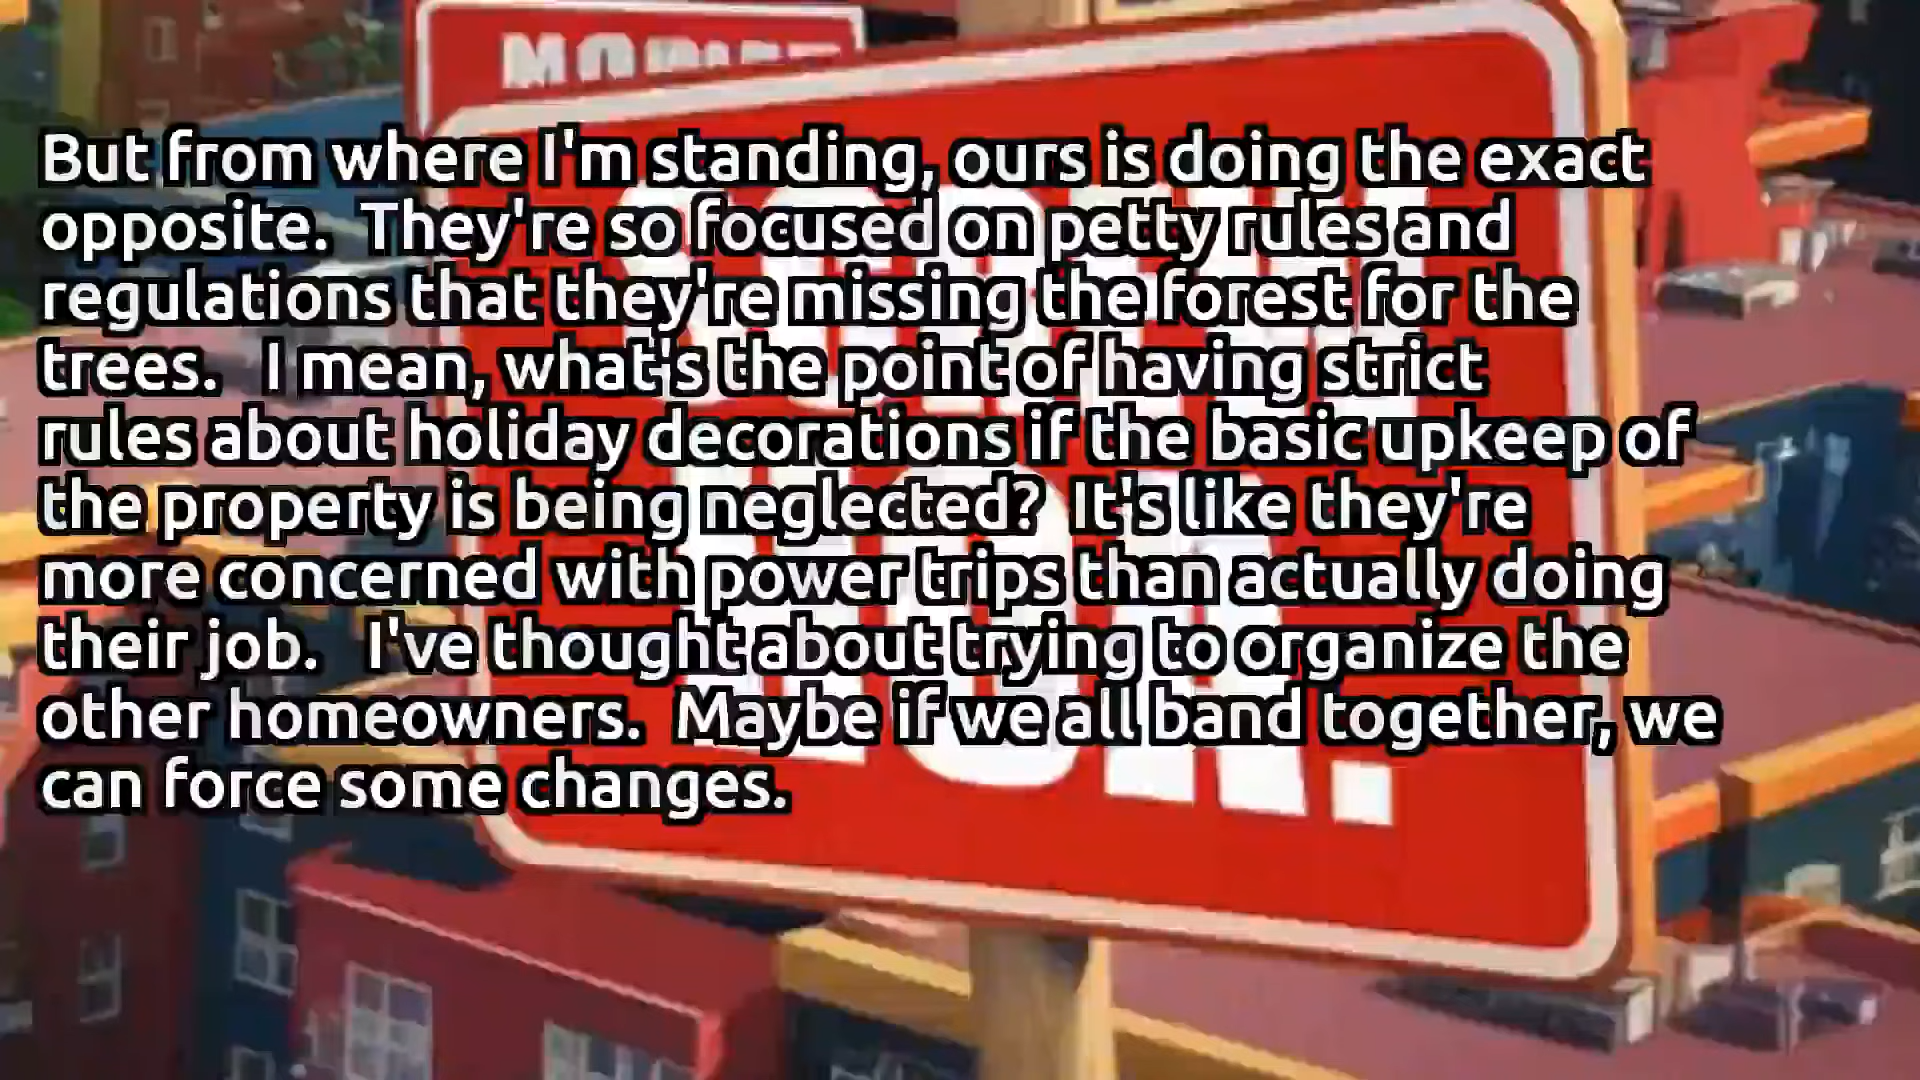 But from where I'm standing, ours is doing the exact
opposite.  They're so focused on petty rules and
regulations that they're missing the forest for the
trees.   I mean, what's the point of having strict
rules about holiday decorations if the basic upkeep of
the property is being neglected?  It's like they're
more concerned with power trips than actually doing
their job.   I've thought about trying to organize the
other homeowners.  Maybe if we all band together, we
can force some changes.